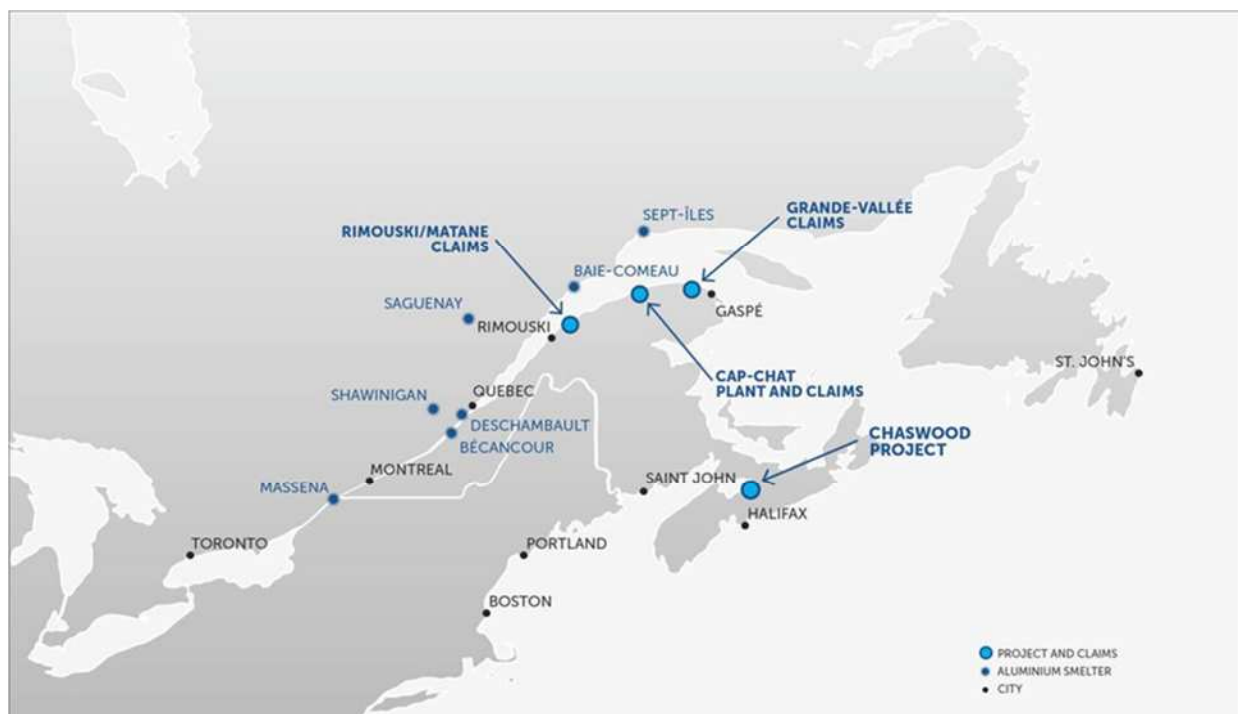 SEPT-ÎLES
GRANDE-VALLÉE
CLAIMS
RIMOUSKI/MATANE
CLAIMS
BAIE-COMEAU
SAGUENAY
RIMOUSKI
GASPÉ
ST. JOHN'S
CAP-CHAT
PLANT AND CLAIMS
SHAWINIGAN
QUEBEC
DESCHAMBAULT
BÉCANCOUR
CHASWOOD
PROJECT
MONTREAL
SAINT JOHN
MASSENA
HALIFAX
TORONTO
PORTLAND
BOSTON
PROJECT AND CLAIMS
ALUMINIUM SMELTER
CITY